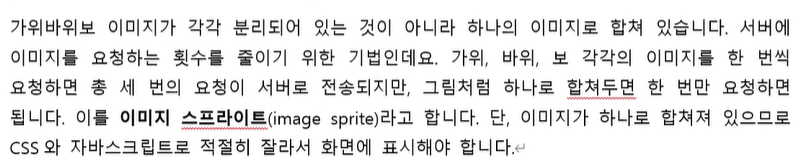 가위바위보 이미지가 각각 분리되어 있는 것이 아니라 하나의 이미지로 합쳐 있습니다. 서버에
이미지를 요청하는 횟수를 줄이기 위한 기법인데요. 가위, 바위, 보 각각의 이미지를 한 번씩
요청하면 총 세 번의 요청이 서버로 전송되지만, 그림처럼 하나로 합쳐두면 한 번만 요청하면
됩니다. 이를 이미지 스프라이트(image sprite)라고 합니다. 단, 이미지가 하나로 합쳐져 있으므로
CSS와 자바스크립트로 적절히 잘라서 화면에 표시해야 합니다.↵